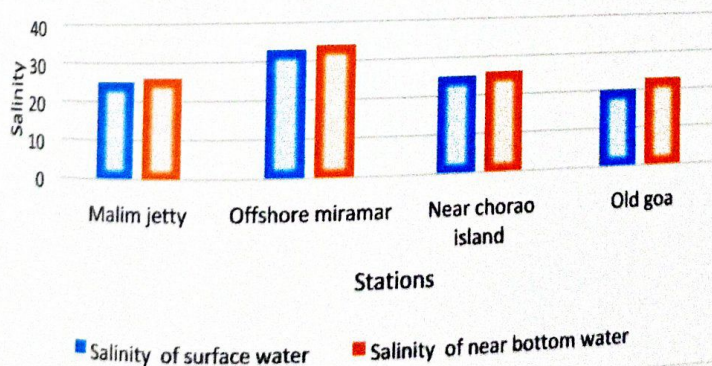 40
30
20
10
0
Salinity
Malim jetty
Offshore miramar
Near chorao
island
Old goa
Stations
Salinity of surface water
Salinity of near bottom water